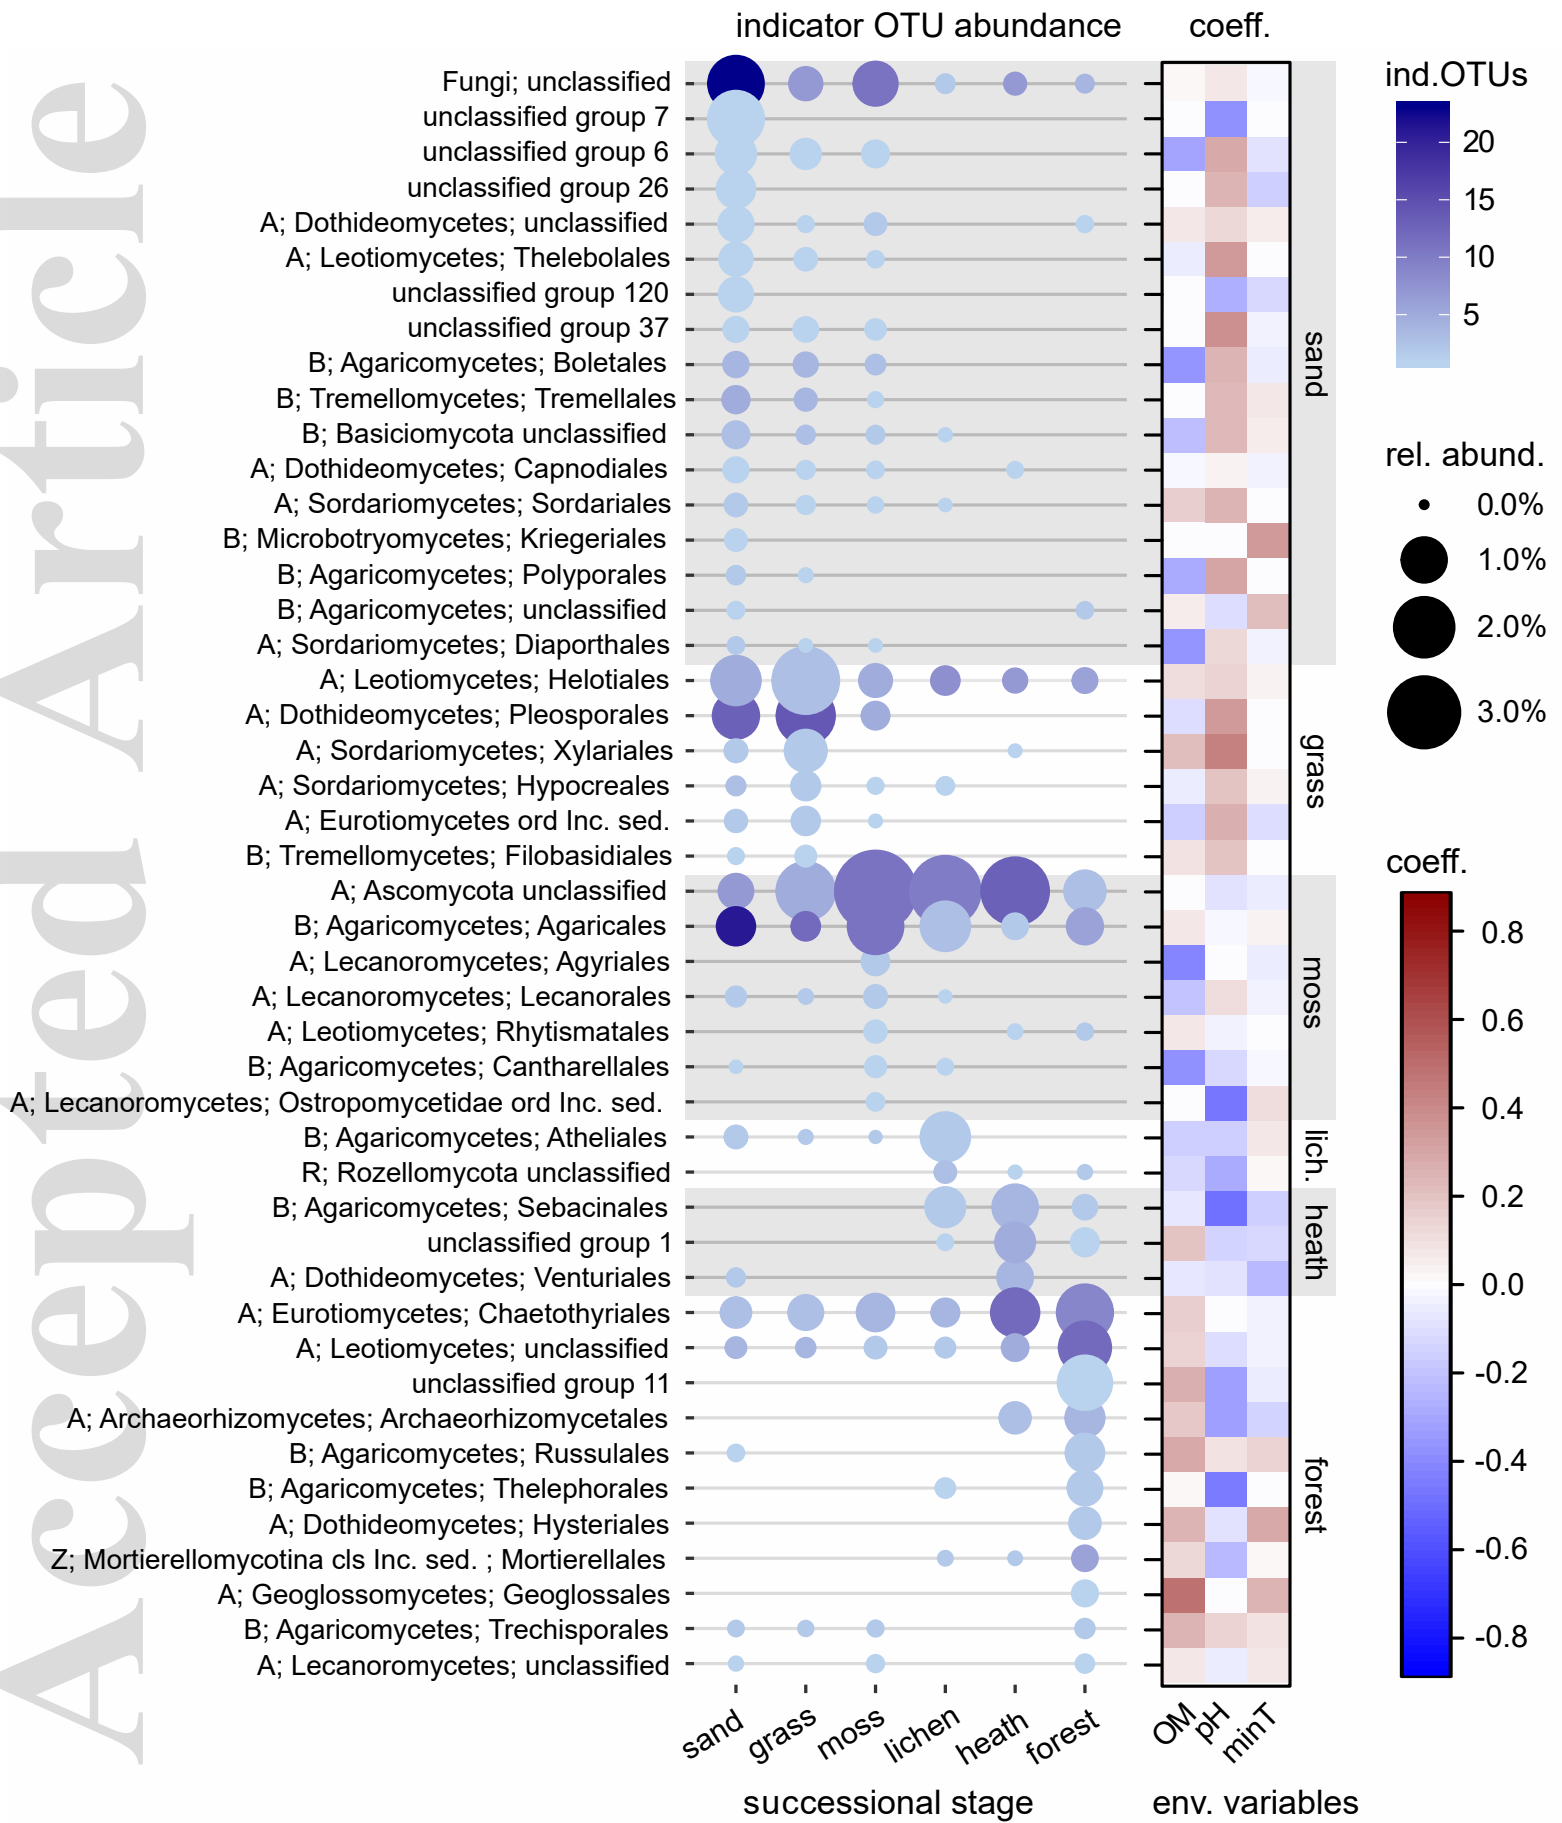 indicator OTU abundance
coeff.
Fungi; unclassified
unclassified group 7
unclassified group 6
unclassified group 26
A; Dothideomycetes; unclassified
A; Leotiomycetes; Thelebolales
unclassified group 120
unclassified group 37
B; Agaricomycetes; Boletales
B; Tremellomycetes; Tremellales
B; Basiciomycota unclassified
A; Dothideomycetes; Capnodiales
A; Sordariomycetes; Sordariales
B; Microbotryomycetes; Kriegeriales
B; Agaricomycetes; Polyporales
B; Agaricomycetes; unclassified
A; Sordariomycetes; Diaporthales
A; Leotiomycetes; Helotiales
A; Dothideomycetes; Pleosporales
A; Sordariomycetes; Xylariales
A; Sordariomycetes; Hypocreales
A; Eurotiomycetes ord Inc. sed.
B; Tremellomycetes; Filobasidiales
A; Ascomycota unclassified
B; Agaricomycetes; Agaricales
A; Lecanoromycetes; Agyriales
A; Lecanoromycetes; Lecanorales
A; Leotiomycetes; Rhytismatales
B; Agaricomycetes; Cantharellales
A; Lecanoromycetes; Ostropomycetidae ord Inc. sed.
B; Agaricomycetes; Atheliales
R; Rozellomycota unclassified
B; Agaricomycetes; Sebacinales
unclassified group 1
A; Dothideomycetes; Venturiales
A; Eurotiomycetes; Chaetothyriales
A; Leotiomycetes; unclassified
unclassified group 11
A; Archaeorhizomycetes; Archaeorhizomycetales
B; Agaricomycetes; Russulales
B; Agaricomycetes; Thelephorales
A; Dothideomycetes; Hysteriales
Z; Mortierellomycotina cls Inc. sed. ; Mortierellales
A; Geoglossomycetes; Geoglossales
B; Agaricomycetes; Trechisporales
A; Lecanoromycetes; unclassified
sand
grass
moss
lichen
heath
forest
successional stage
OM
pH
minT
env. variables
sand
grass
moss
lich.
heath
forest
ind.OTUs
20
15
10
5
rel. abund.
0.0%
1.0%
2.0%
3.0%
coeff.
0.8
0.6
0.4
0.2
0.0
-0.2
-0.4
-0.6
-0.8
Accepted Article